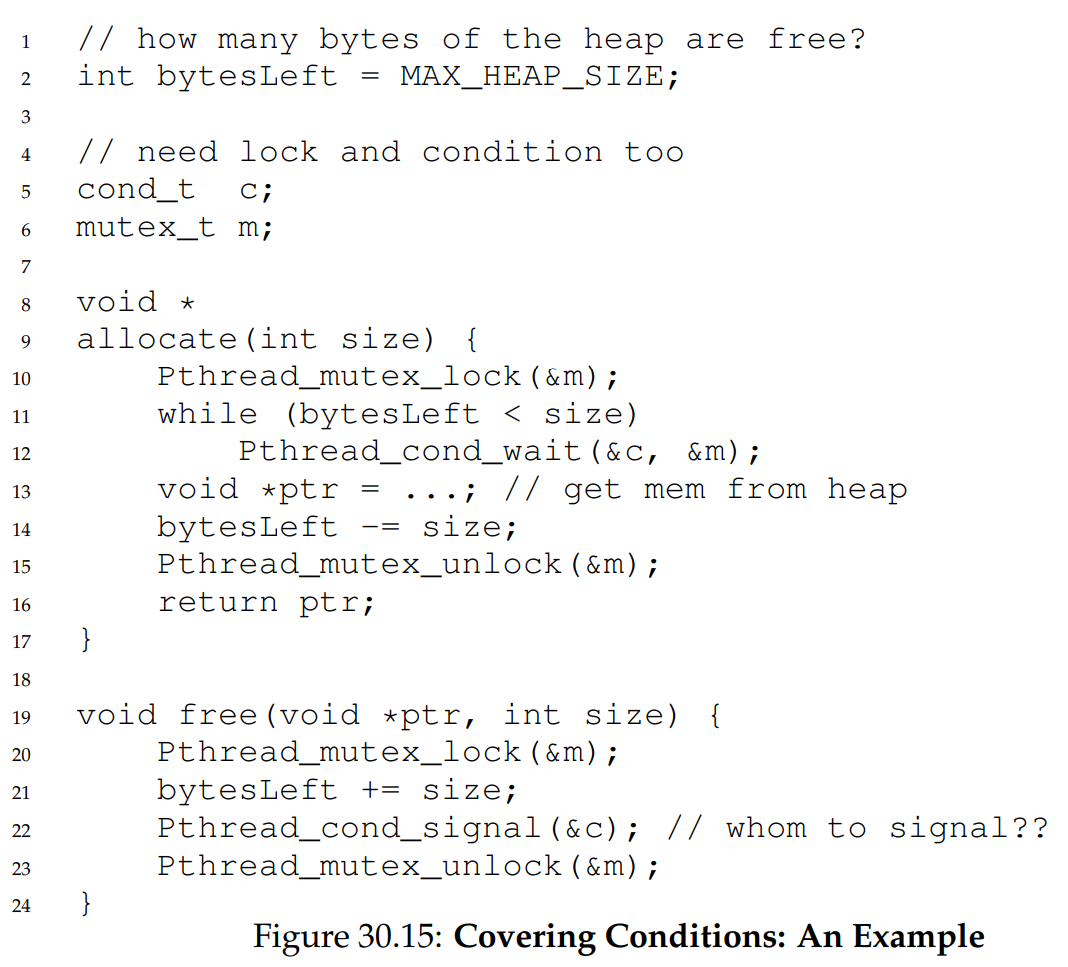 1 // how many bytes of the heap are free?
2 int bytesLeft = MAX_HEAP_SIZE;
3
4 // need lock and condition too
5 cond_t  c;
6 mutex_t m;
7
8 void *
9 allocate(int size) {
10     Pthread_mutex_lock(&m);
11     while (bytesLeft < size)
12         Pthread_cond_wait(&c, &m);
13     void *ptr = ...; // get mem from heap
14     bytesLeft -= size;
15     Pthread_mutex_unlock(&m);
16     return ptr;
17 }
18
19 void free(void *ptr, int size) {
20     Pthread_mutex_lock(&m);
21     bytesLeft += size;
22     Pthread_cond_signal(&c); // whom to signal??
23     Pthread_mutex_unlock(&m);
24 }
Figure 30.15: Covering Conditions: An Example